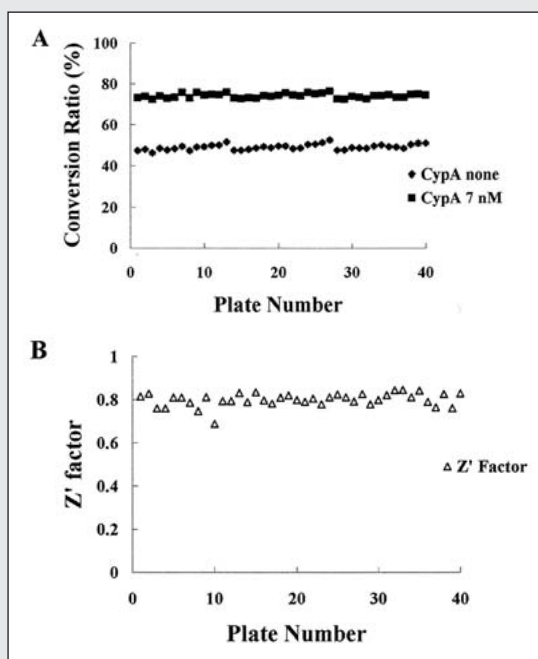 A
Conversion Ratio (%)
100
80
60
40
20
0
CypA none
CypA 7 nM
0 10 20 30 40
Plate Number
B
Z' factor
1
0.8
0.6
0.4
0.2
0
Z' Factor
0 10 20 30 40
Plate Number